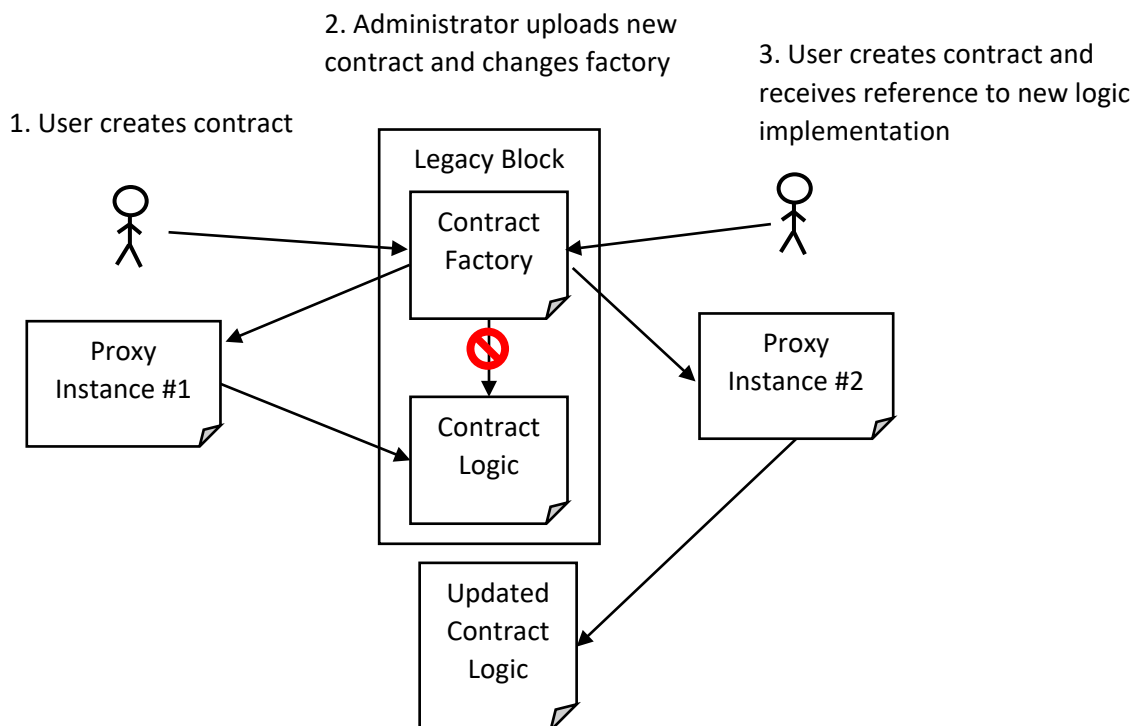 2. Administrator uploads new
contract and changes factory
3. User creates contract and
receives reference to new logic
implementation
1. User creates contract
Legacy Block
Contract
Factory
Proxy
Instance #1
Proxy
Instance #2
Contract
Logic
Updated
Contract
Logic